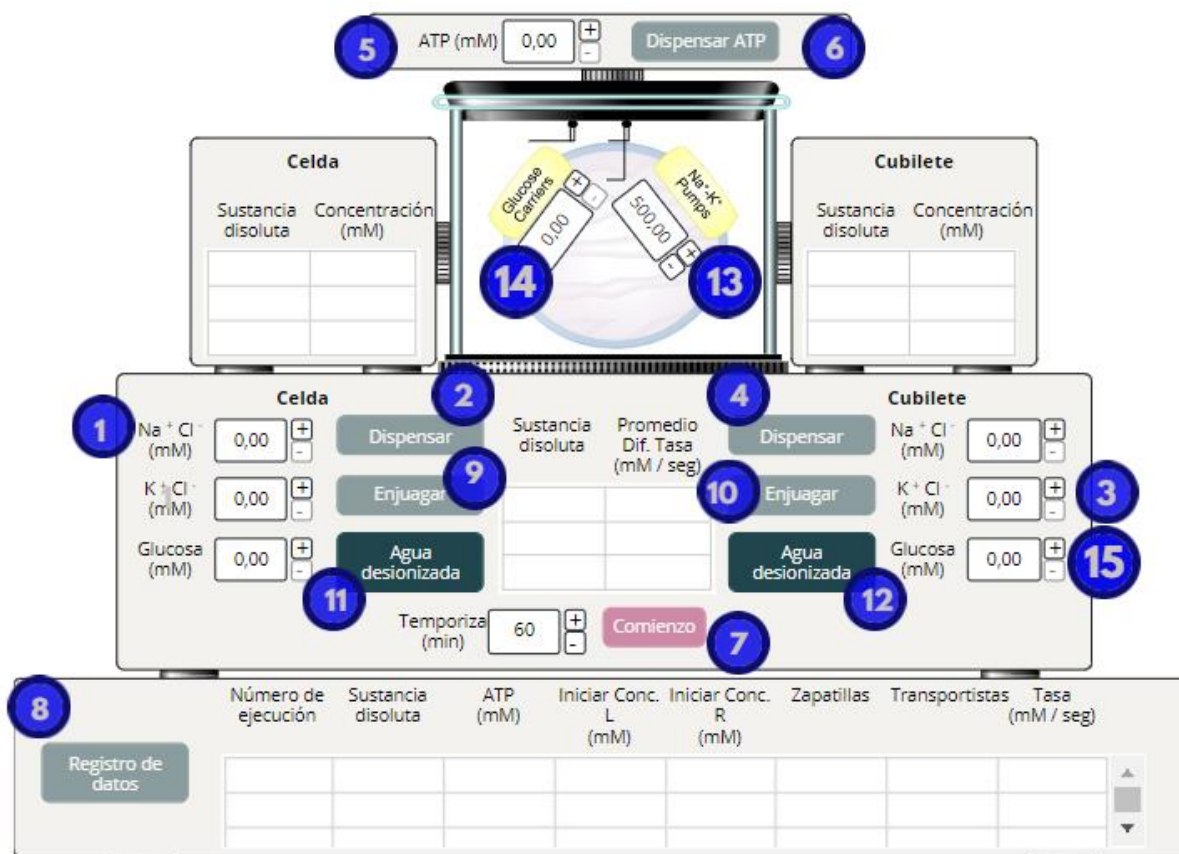 5
ATP (mM)
0,00
+
-
Dispensar ATP
6
Celda
Sustancia
disoluta
Concentración
(mM)
Glucose
Carriers
+
-
0,00
14
Na⁺-K⁺
Pumps
500,00
+
-
13
Cubilete
Sustancia
disoluta
Concentración
(mM)
Celda
2
4
Cubilete
1
Na ⁺ Cl ⁻
(mM)
0,00
+
-
Dispensar
Sustancia
disoluta
Promedio
Dif. Tasa
(mM / seg)
Dispensar
Na ⁺ Cl ⁻
(mM)
0,00
+
-
K ⁺ Cl ⁻
(mM)
0,00
+
-
Enjuagar
9
10
Enjuagar
K ⁺ Cl ⁻
(mM)
0,00
+
-
3
Glucosa
(mM)
0,00
+
-
Agua
desionizada
11
Agua
desionizada
12
Glucosa
(mM)
0,00
+
-
15
Temporiza
(min)
60
+
-
Comienzo
7
8
Número de
ejecución
Sustancia
disoluta
ATP
(mM)
Iniciar Conc.
L
(mM)
Iniciar Conc.
R
(mM)
Zapatillas
Transportistas
Tasa
(mM / seg)
Registro de
datos